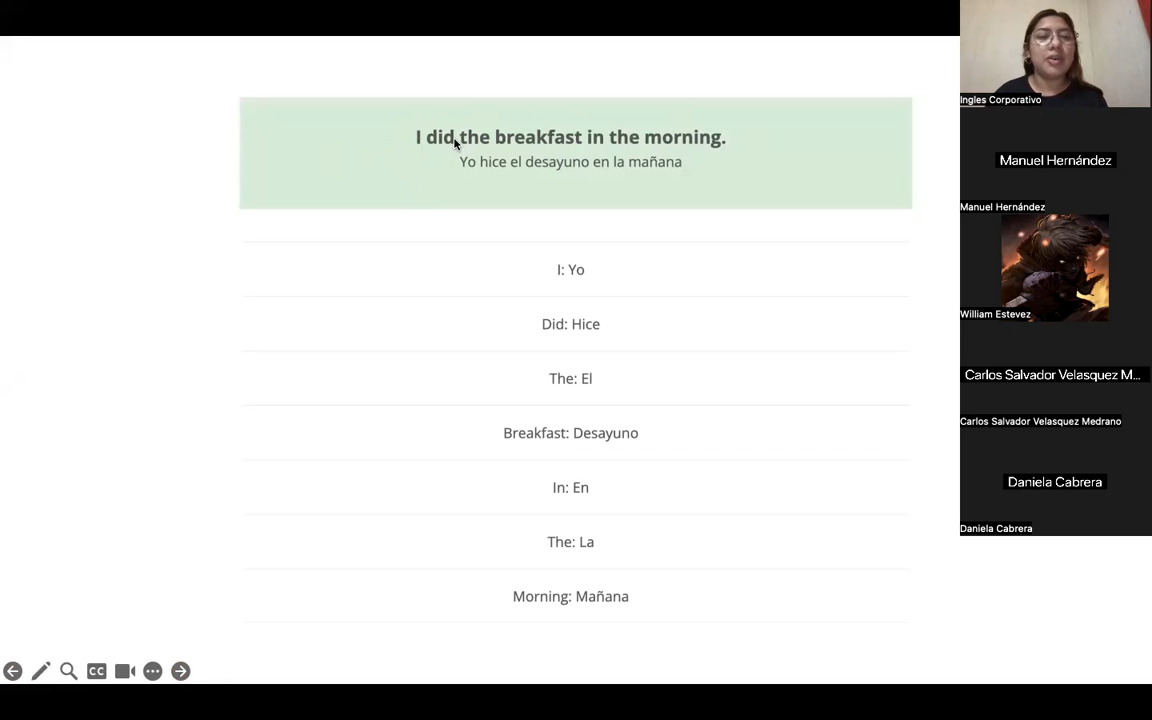 I did the breakfast in the morning.
Yo hice el desayuno en la mañana
I: Yo
Did: Hice
The: El
Breakfast: Desayuno
In: En
The: La
Morning: Mañana
CC
Ingles Corporativo
Manuel Hernández
Manuel Hernández
William Estevez
Carlos Salvador Velasquez M...
Carlos Salvador Velasquez Medrano
Daniela Cabrera
Daniela Cabrera